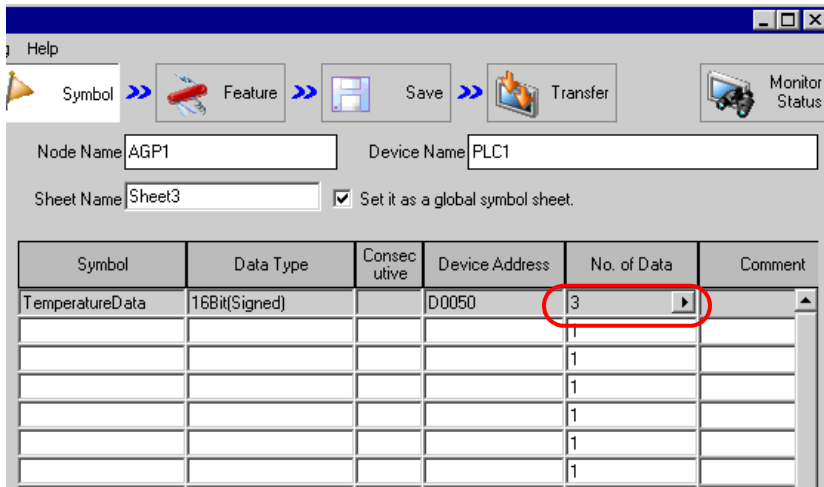 g Help
Symbol Feature Save Transfer Monitor Status
Node Name AGP1 Device Name PLC1
Sheet Name Sheet3 Set it as a global symbol sheet.
Symbol Data Type Consecutive Device Address No. of Data Comment
TemperatureData 16Bit(Signed) D0050 3
1
1
1
1
1
1